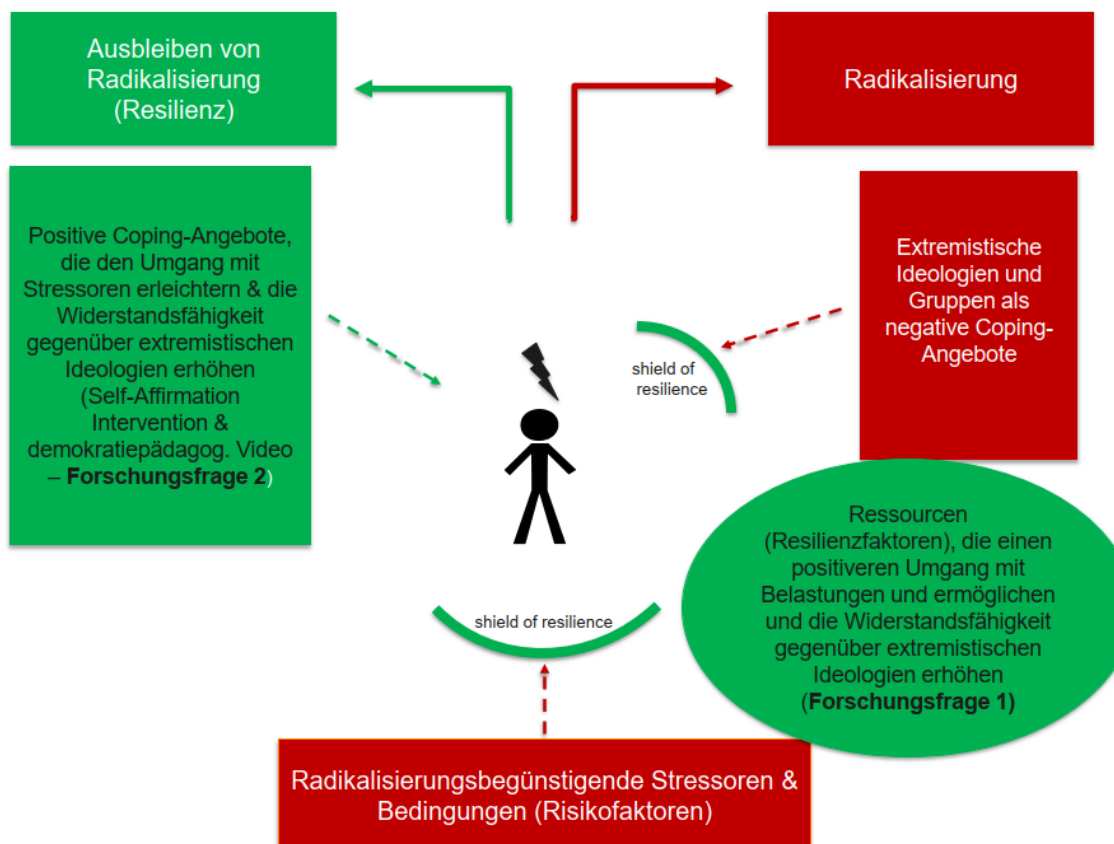 Ausbleiben von
Radikalisierung
(Resilienz)
Radikalisierung
Positive Coping-Angebote,
die den Umgang mit
Stressoren erleichtern & die
Widerstandsfähigkeit
gegenüber extremistischen
Ideologien erhöhen
(Self-Affirmation
Intervention &
demokratiepädagog. Video
– Forschungsfrage 2)
Extremistische
Ideologien und
Gruppen als
negative Coping-
Angebote
shield of
resilience
Ressourcen
(Resilienzfaktoren), die einen
positiveren Umgang mit
Belastungen und ermöglichen
und die Widerstandsfähigkeit
gegenüber extremistischen
Ideologien erhöhen
(Forschungsfrage 1)
shield of resilience
Radikalisierungsbegünstigende Stressoren &
Bedingungen (Risikofaktoren)